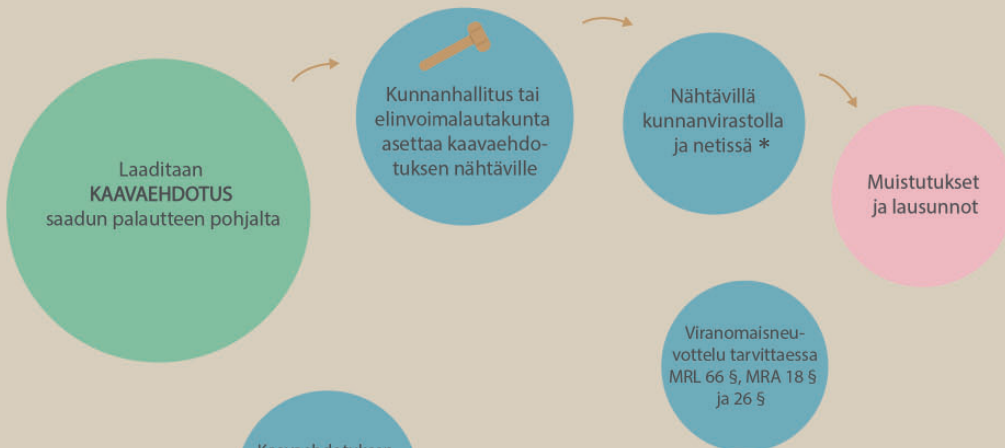 Laaditaan
KAAVAEHDOTUS
saadun palautteen pohjalta
Kunnanhallitus tai
elinvoimalautakunta
asettaa kaavaehdo-
tuksen nähtäville
Nähtävillä
kunnanvirastolla
ja netissä *
Muistutukset
ja lausunnot
Viranomaisneu-
vottelu tarvittaessa
MRL 66 §, MRA 18 §
ja 26 §